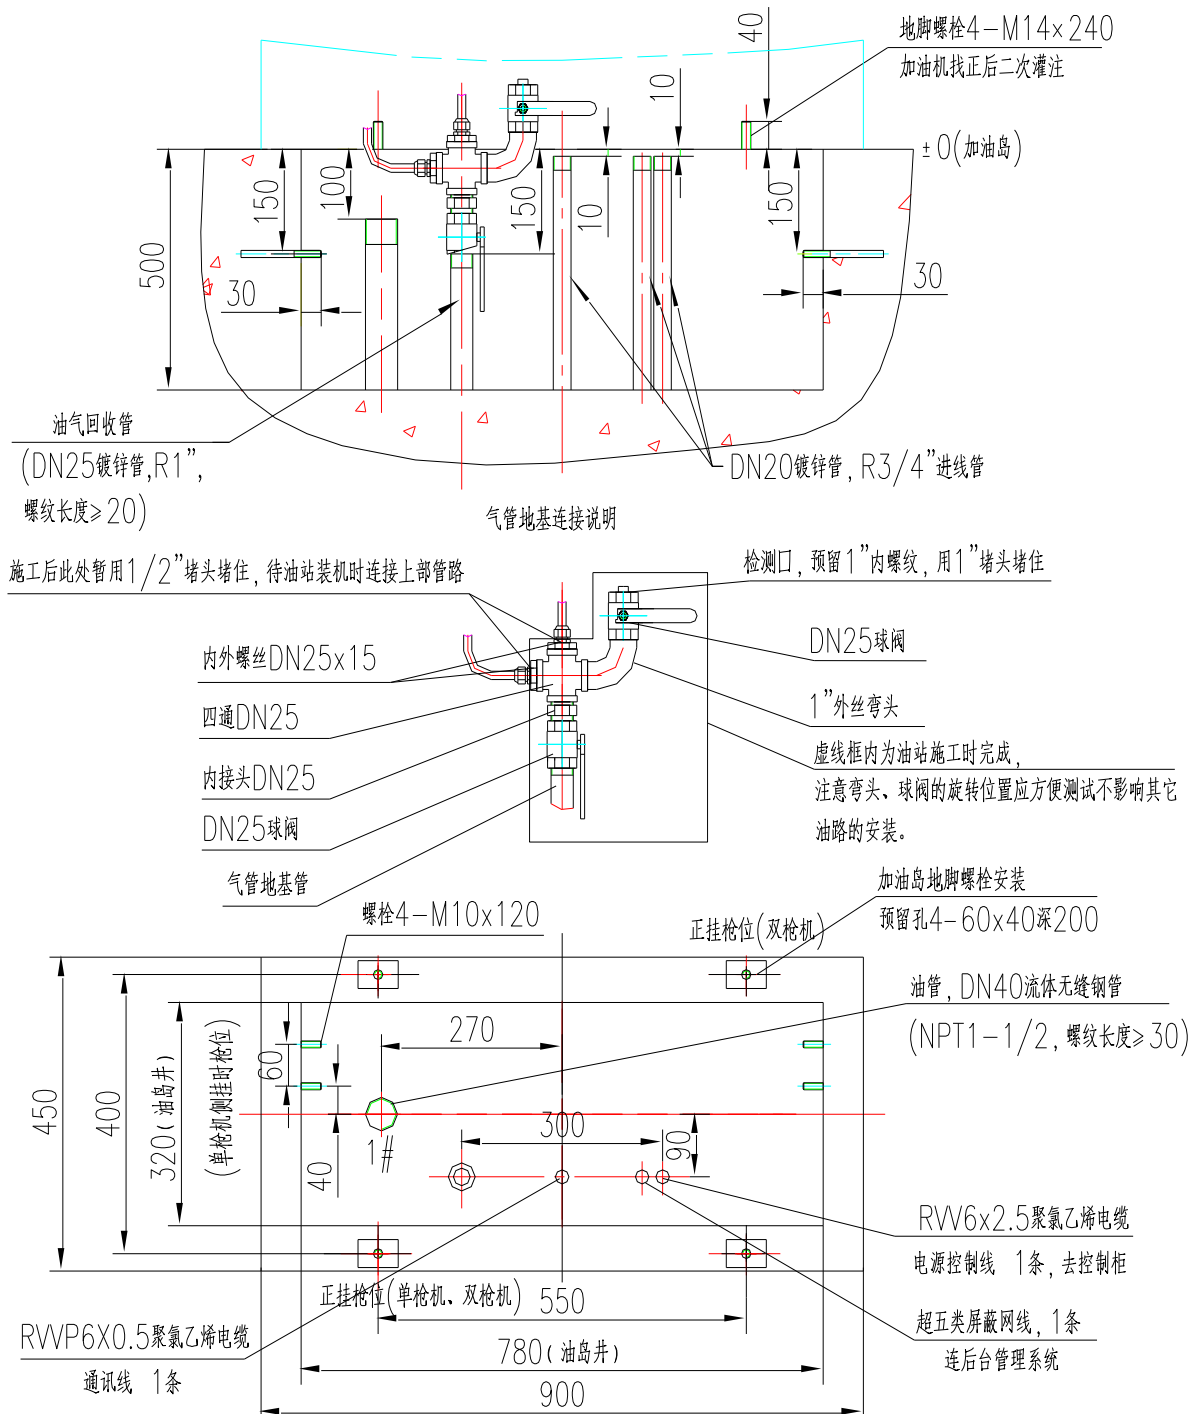 40
地脚螺栓4-M14×240
加油机找正后二次灌注
10
±0(加油岛)
500
150
100
150
10
150
30
30
油气回收管
(DN25镀锌管,R1",
螺纹长度≥20)
DN20镀锌管, R3/4"进线管
气管地基连接说明
施工后此处暂用1/2"堵头堵住, 待油站装机时连接上部管路
检测口, 预留1"内螺纹, 用1"堵头堵住
内外螺丝DN25x15
DN25球阀
四通DN25
1"外丝弯头
内接头DN25
虚线框内为油站施工时完成,
注意弯头、球阀的旋转位置应方便测试不影响其它
油路的安装。
DN25球阀
气管地基管
加油岛地脚螺栓安装
预留孔4-60x40深200
螺栓4-M10x120
正挂枪位(双枪机)
油管, DN40流体无缝钢管
(NPT1-1/2, 螺纹长度≥30)
270
60
450
400
320(油岛井)
(单枪机侧挂时枪位)
40
1#
300
90
RVV6x2.5聚氯乙烯电缆
电源控制线 1条, 去控制柜
正挂枪位(单枪机、双枪机)
550
超五类屏蔽网线, 1条
连后台管理系统
RVVP6X0.5聚氯乙烯电缆
通讯线 1条
780(油岛井)
900